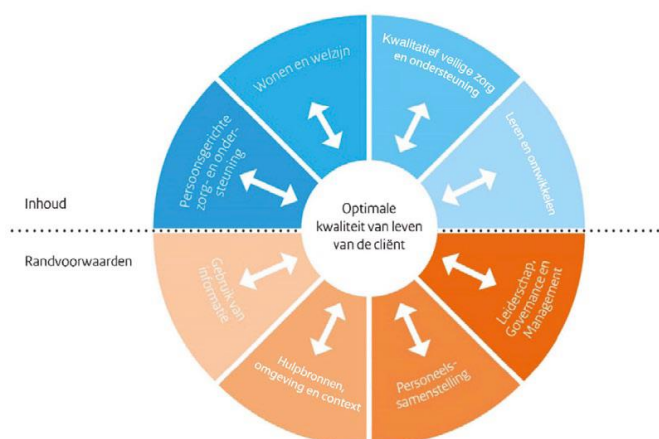 Wonen en welzijn
Kwalitatief veilige zorg
en ondersteuning
Persoonsgerichte
zorg- en onder-
steuning
Leren en ontwikkelen
Inhoud
Optimale
kwaliteit van leven
van de cliënt
Randvoorwaarden
Gebruik van
informatie
Leiderschap,
Governance en
Management
Hulpbronnen,
omgeving en context
Personeels-
samenstelling